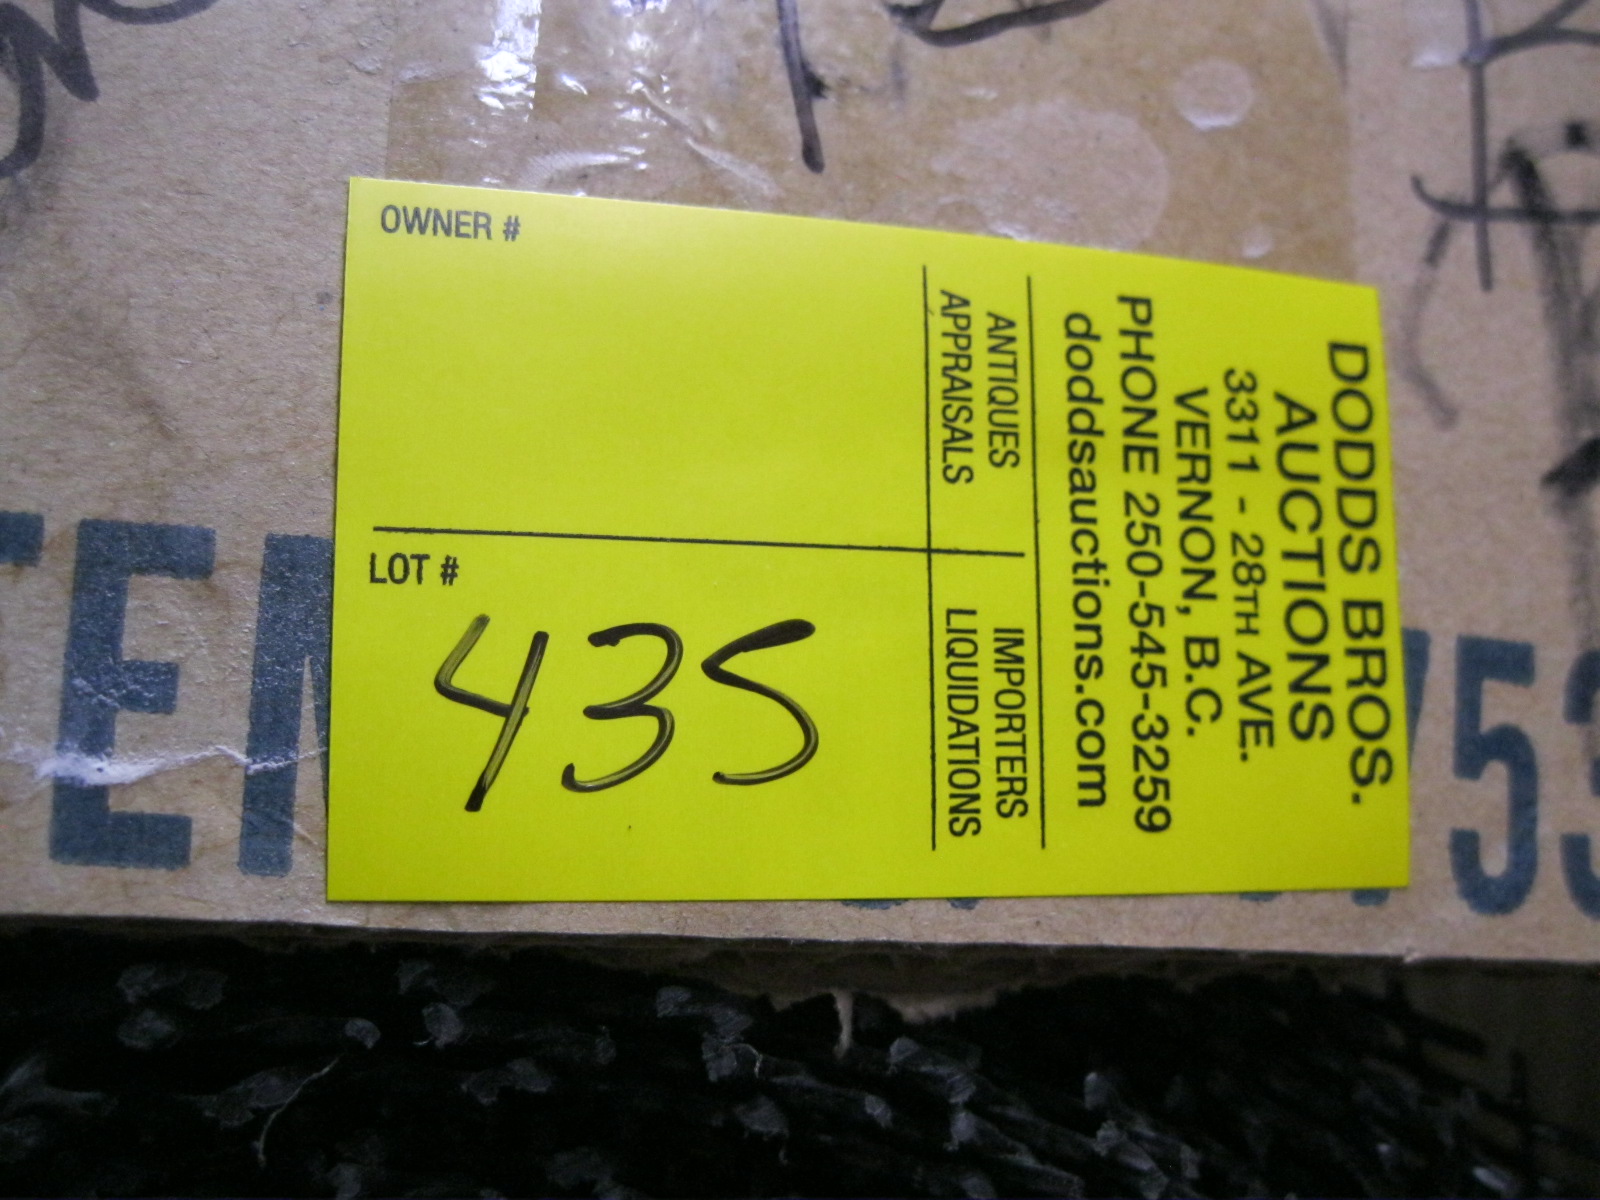 DODDS BROS.
AUCTIONS
3311 - 28TH AVE.
VERNON, B.C.
PHONE 250-545-3259
doddsauctions.com
ANTIQUES
APPRAISALS
IMPORTERS
LIQUIDATIONS
OWNER #
LOT #
435